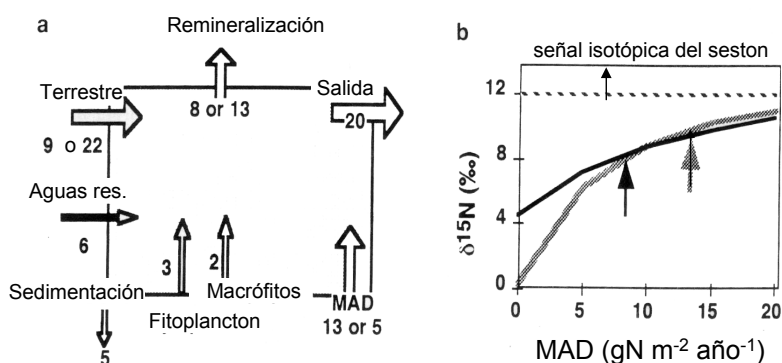 a
Remineralización
8 or 13
Terrestre
9 o 22
Salida
20
Aguas res.
6
3
2
Sedimentación
5
Fitoplancton
Macrófitos
MAD
13 or 5
b
señal isotópica del seston
12
8
4
0
δ15N (‰)
0 5 10 15 20
MAD (gN m-2 año-1)